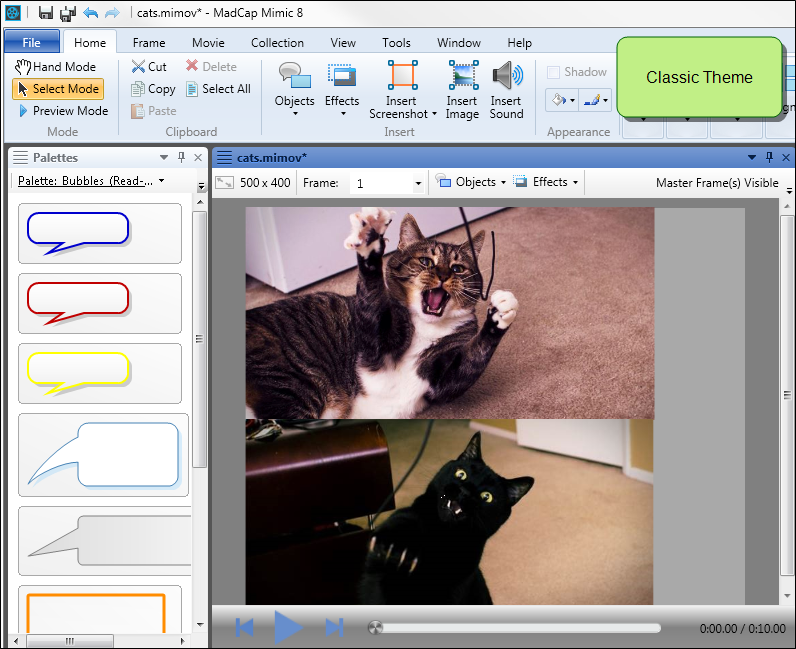 cats.mimov* - MadCap Mimic 8
File Home Frame Movie Collection View Tools Window Help
Hand Mode
Select Mode
Preview Mode
Mode
Cut
Copy
Paste
Delete
Select All
Clipboard
Objects
Effects
Insert
Screenshot
Insert
Image
Insert
Sound
Insert
Shadow
Appearance
Classic Theme
Palettes
Palette: Bubbles (Read-...
cats.mimov*
500 x 400 Frame: 1 Objects Effects Master Frame(s) Visible
0:00.00 / 0:10.00